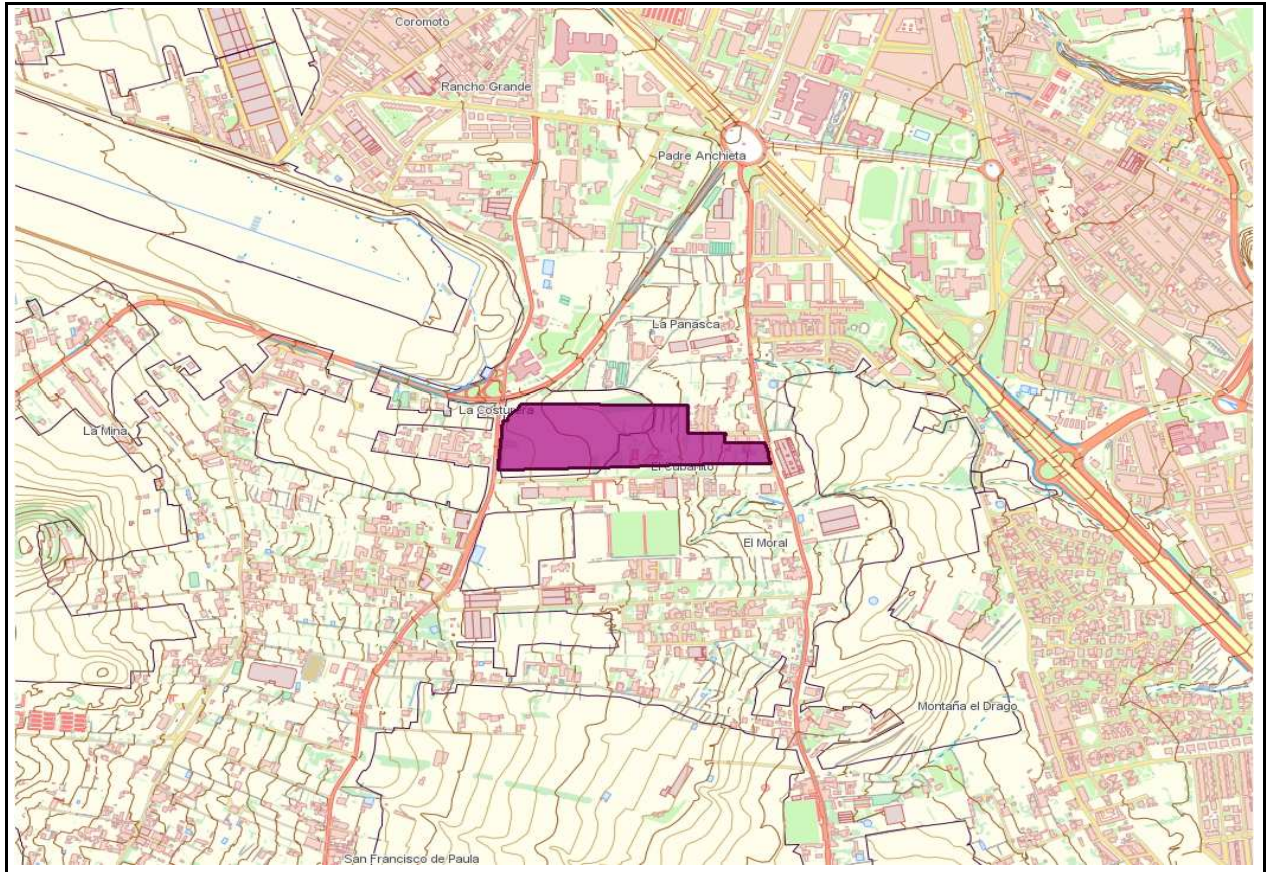 Coromoto
Rancho Grande
Padre Anchieta
La Panasca
La Costurera
La Mina
El Cubanito
El Moral
Montaña el Drago
San Francisco de Paula